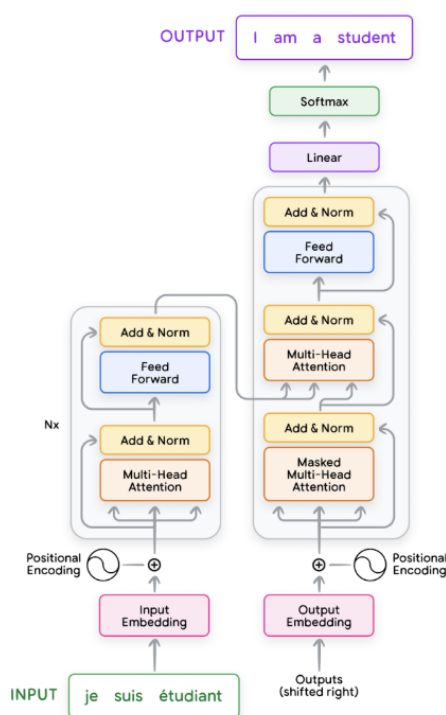 OUTPUT I am a student
Softmax
Linear
Add & Norm
Feed
Forward
Add & Norm
Multi-Head
Attention
Add & Norm
Masked
Multi-Head
Attention
Add & Norm
Feed
Forward
Nx
Add & Norm
Multi-Head
Attention
Positional
Encoding
Positional
Encoding
Input
Embedding
Output
Embedding
Outputs
(shifted right)
INPUT je suis étudiant